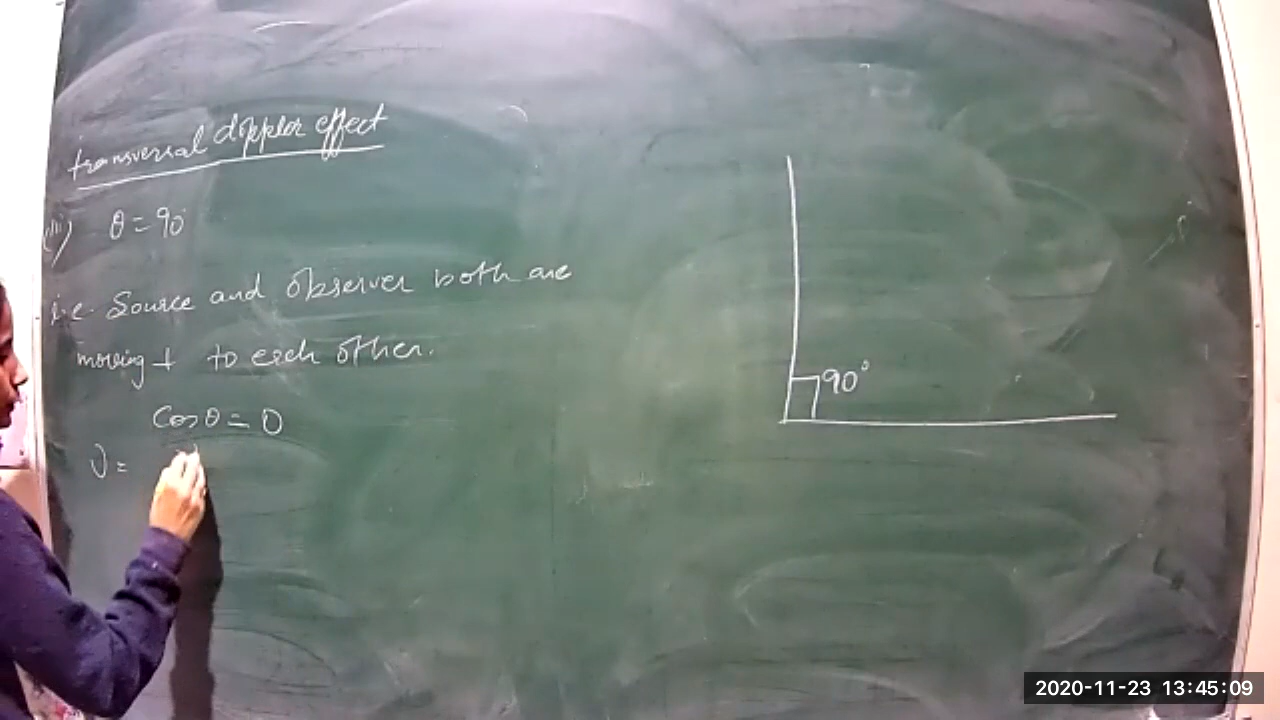 transversal doppler effect
(iii) θ = 90°
i.e. Source and observer both are
moving ⊥ to each other.
cos θ = 0
ν =
90°
2020-11-23 13:45:09